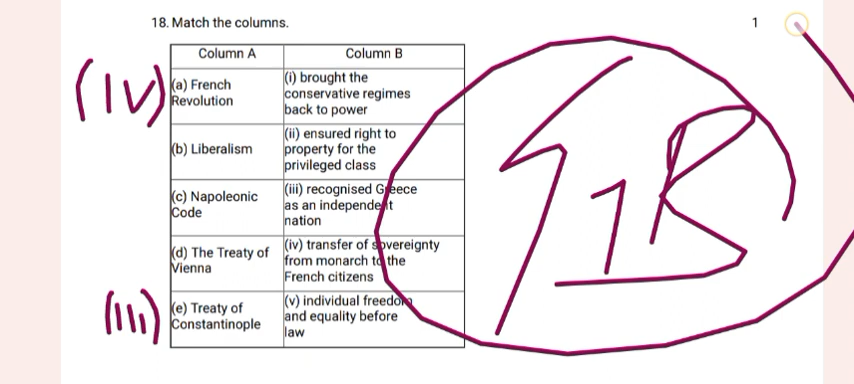 18. Match the columns.
1
Column A
Column B
(iv)
(a) French
Revolution
(i) brought the
conservative regimes
back to power
(b) Liberalism
(ii) ensured right to
property for the
privileged class
(c) Napoleonic
Code
(iii) recognised Greece
as an independent
nation
(d) The Treaty of
Vienna
(iv) transfer of sovereignty
from monarch to the
French citizens
(iii)
(e) Treaty of
Constantinople
(v) individual freedom
and equality before
law